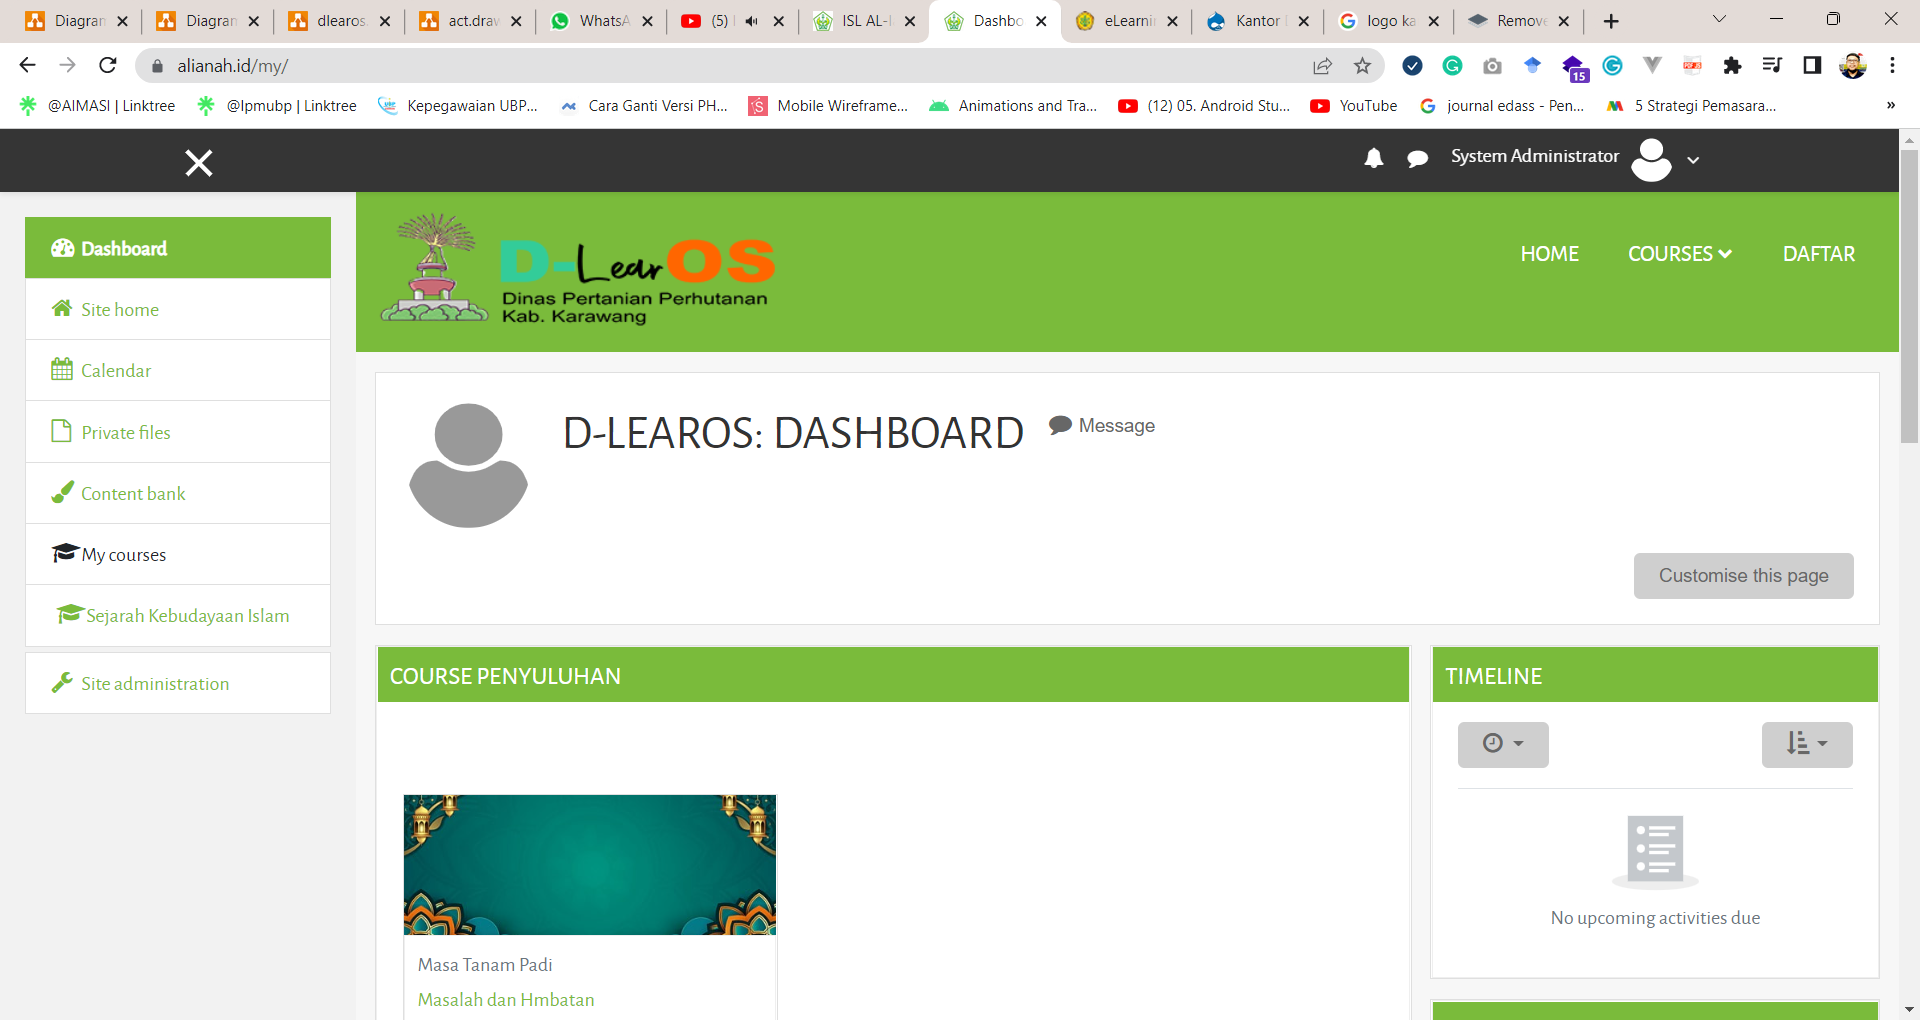 Diagram
Diagram
dlearos.
act.draw
WhatsA
(5)
ISL AL-I
Dashbo
eLearni
Kantor
logo ka
Remove
alianah.id/my/
15
@AIMASI | Linktree
@lpmubp | Linktree
Kepegawaian UBP...
Cara Ganti Versi PH...
Mobile Wireframe...
Animations and Tra...
(12) 05. Android Stu...
YouTube
journal edass - Pen...
5 Strategi Pemasara...
»
System Administrator
Dashboard
Site home
Calendar
Private files
Content bank
My courses
Sejarah Kebudayaan Islam
Site administration
D-LearOS
Dinas Pertanian Perhutanan
Kab. Karawang
HOME
COURSES
DAFTAR
D-LEAROS: DASHBOARD
Message
Customise this page
COURSE PENYULUHAN
Masa Tanam Padi
Masalah dan Hmbatan
TIMELINE
No upcoming activities due